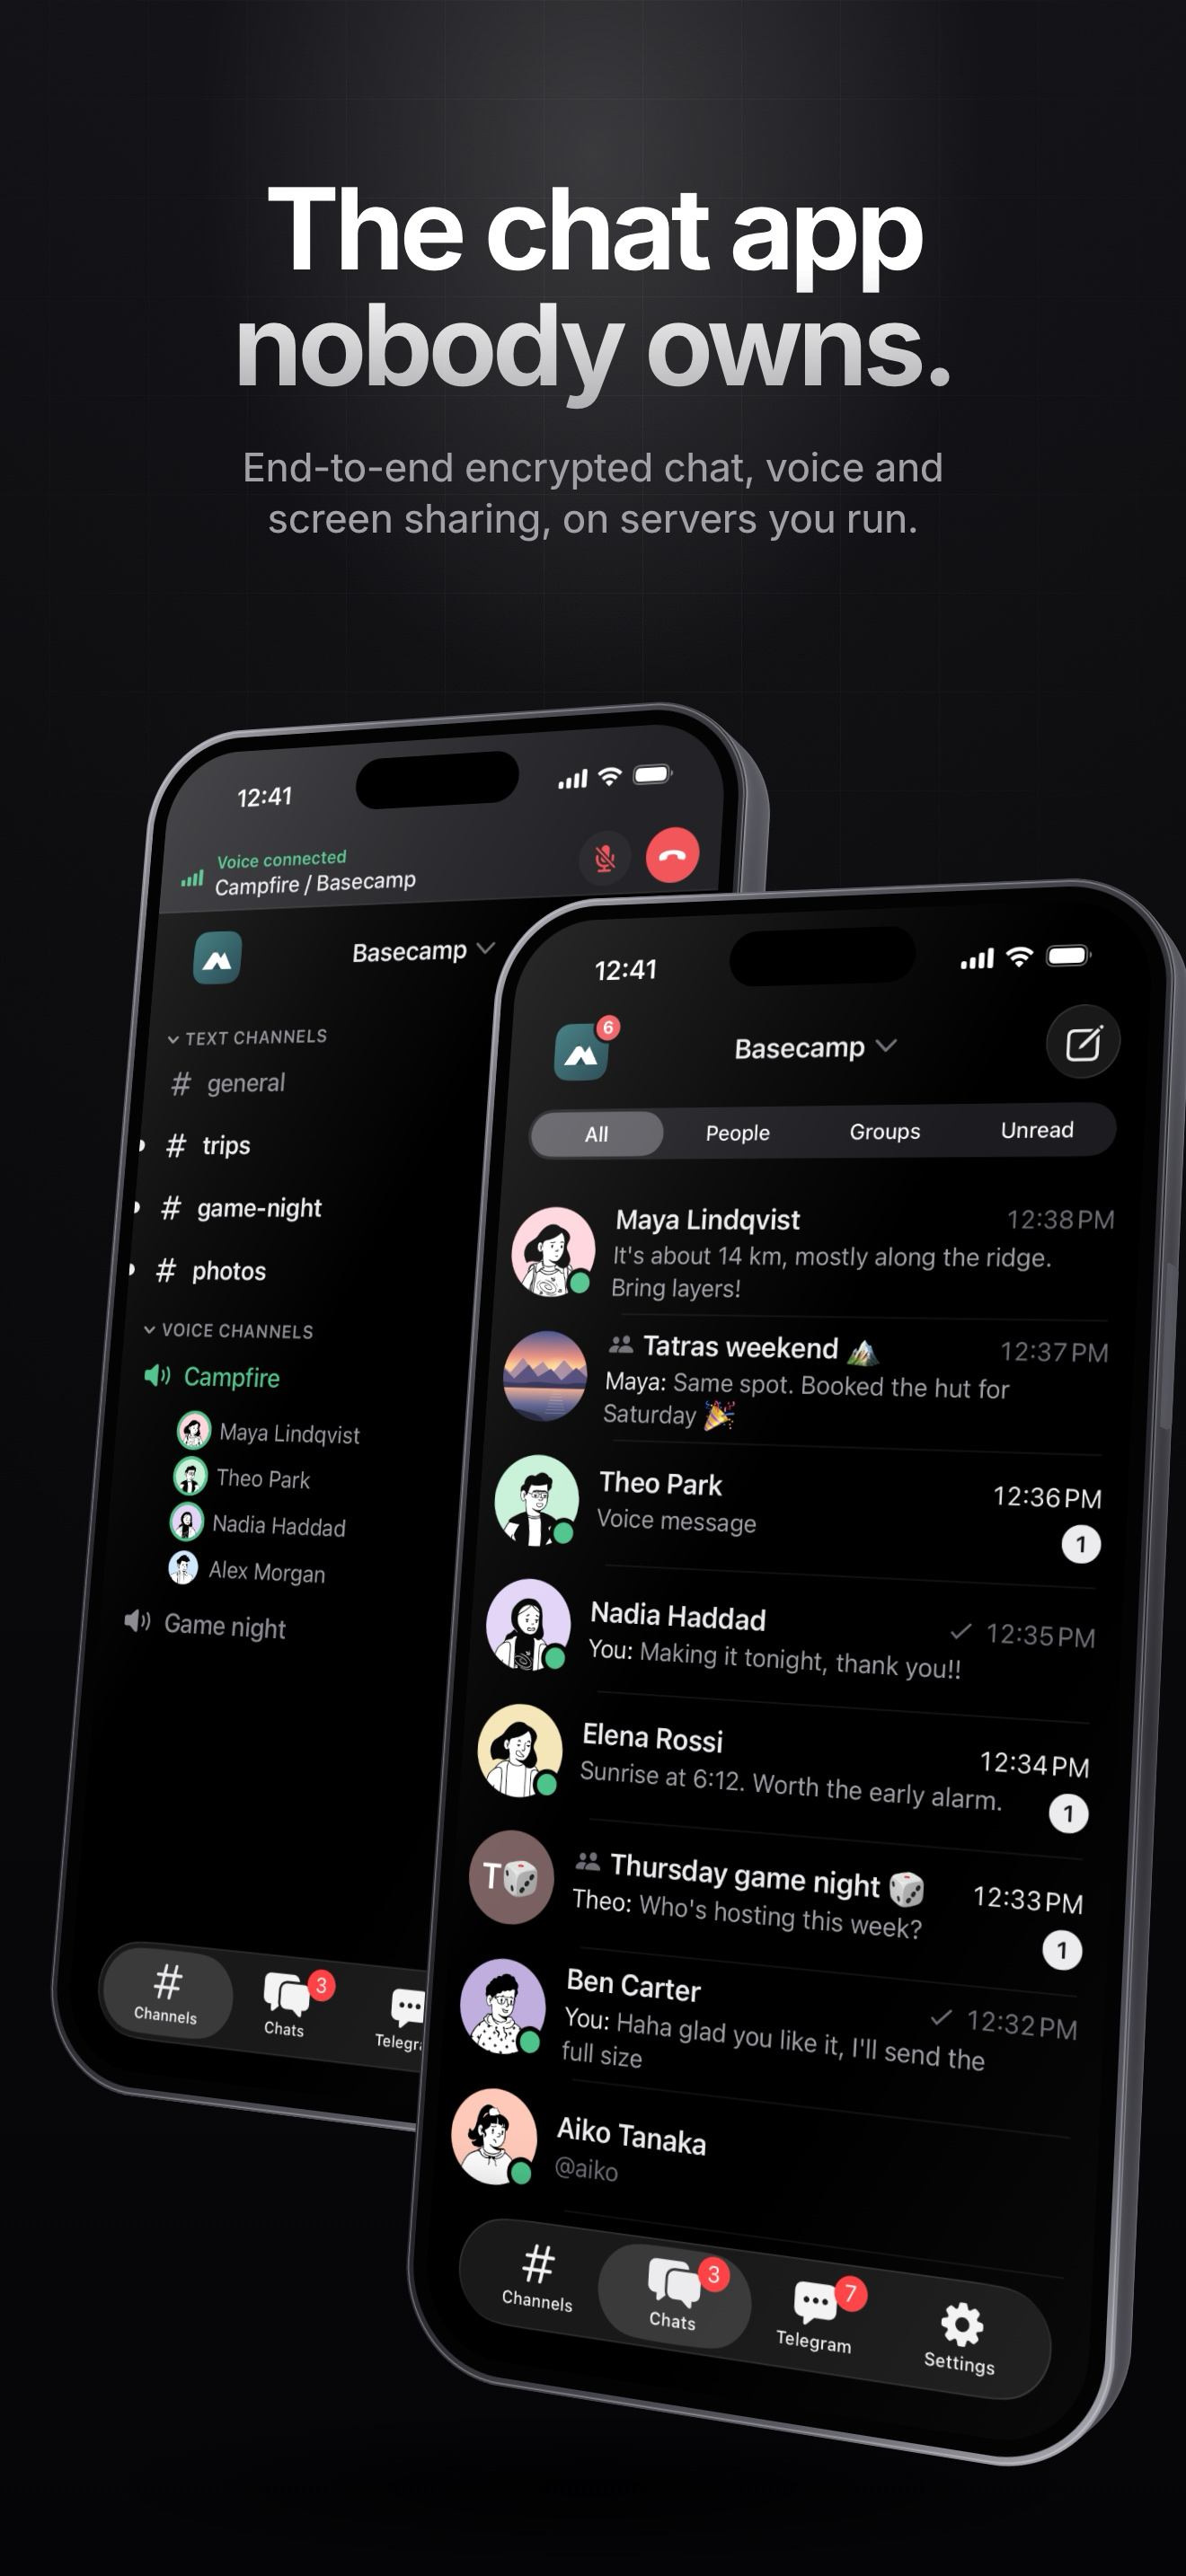 The chat app
nobody owns.
End-to-end encrypted chat, voice and
screen sharing, on servers you run.
12:41
Voice connected
Campfire / Basecamp
Basecamp
TEXT CHANNELS
# general
# trips
# game-night
# photos
VOICE CHANNELS
Campfire
Maya Lindqvist
Theo Park
Nadia Haddad
Alex Morgan
Game night
#
Channels
3
Chats
Telegra
12:41
6
Basecamp
All People Groups Unread
Maya Lindqvist 12:38 PM
It's about 14 km, mostly along the ridge.
Bring layers!
Tatras weekend 🏔️ 12:37 PM
Maya: Same spot. Booked the hut for
Saturday 🎉
Theo Park 12:36 PM
Voice message 1
Nadia Haddad 12:35 PM
You: Making it tonight, thank you!!
Elena Rossi 12:34 PM
Sunrise at 6:12. Worth the early alarm. 1
T🎲
Thursday game night 🎲 12:33 PM
Theo: Who's hosting this week? 1
Ben Carter 12:32 PM
You: Haha glad you like it, I'll send the
full size
Aiko Tanaka
@aiko
#
Channels
3
Chats
7
Telegram
Settings